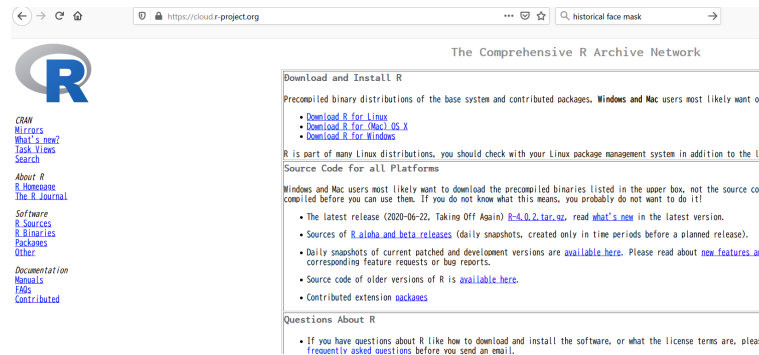 https://cloud.r-project.org
historical face mask
The Comprehensive R Archive Network
R
CRAN
Mirrors
What's new?
Task Views
Search
About R
R Homepage
The R Journal
Software
R Sources
R Binaries
Packages
Other
Documentation
Manuals
FAQs
Contributed
Download and Install R
Precompiled binary distributions of the base system and contributed packages, Windows and Mac users most likely want o
• Download R for Linux
• Download R for (Mac) OS X
• Download R for Windows
R is part of many Linux distributions, you should check with your Linux package management system in addition to the l
Source Code for all Platforms
Windows and Mac users most likely want to download the precompiled binaries listed in the upper box, not the source co
compiled before you can use them. If you do not know what this means, you probably do not want to do it!
• The latest release (2020-06-22, Taking Off Again) R-4.0.2.tar.gz, read what's new in the latest version.
• Sources of R alpha and beta releases (daily snapshots, created only in time periods before a planned release).
• Daily snapshots of current patched and development versions are available here. Please read about new features a
corresponding feature requests or bug reports.
• Source code of older versions of R is available here.
• Contributed extension packages
Questions About R
• If you have questions about R like how to download and install the software, or what the license terms are, plea
frequently asked questions before you send an email.